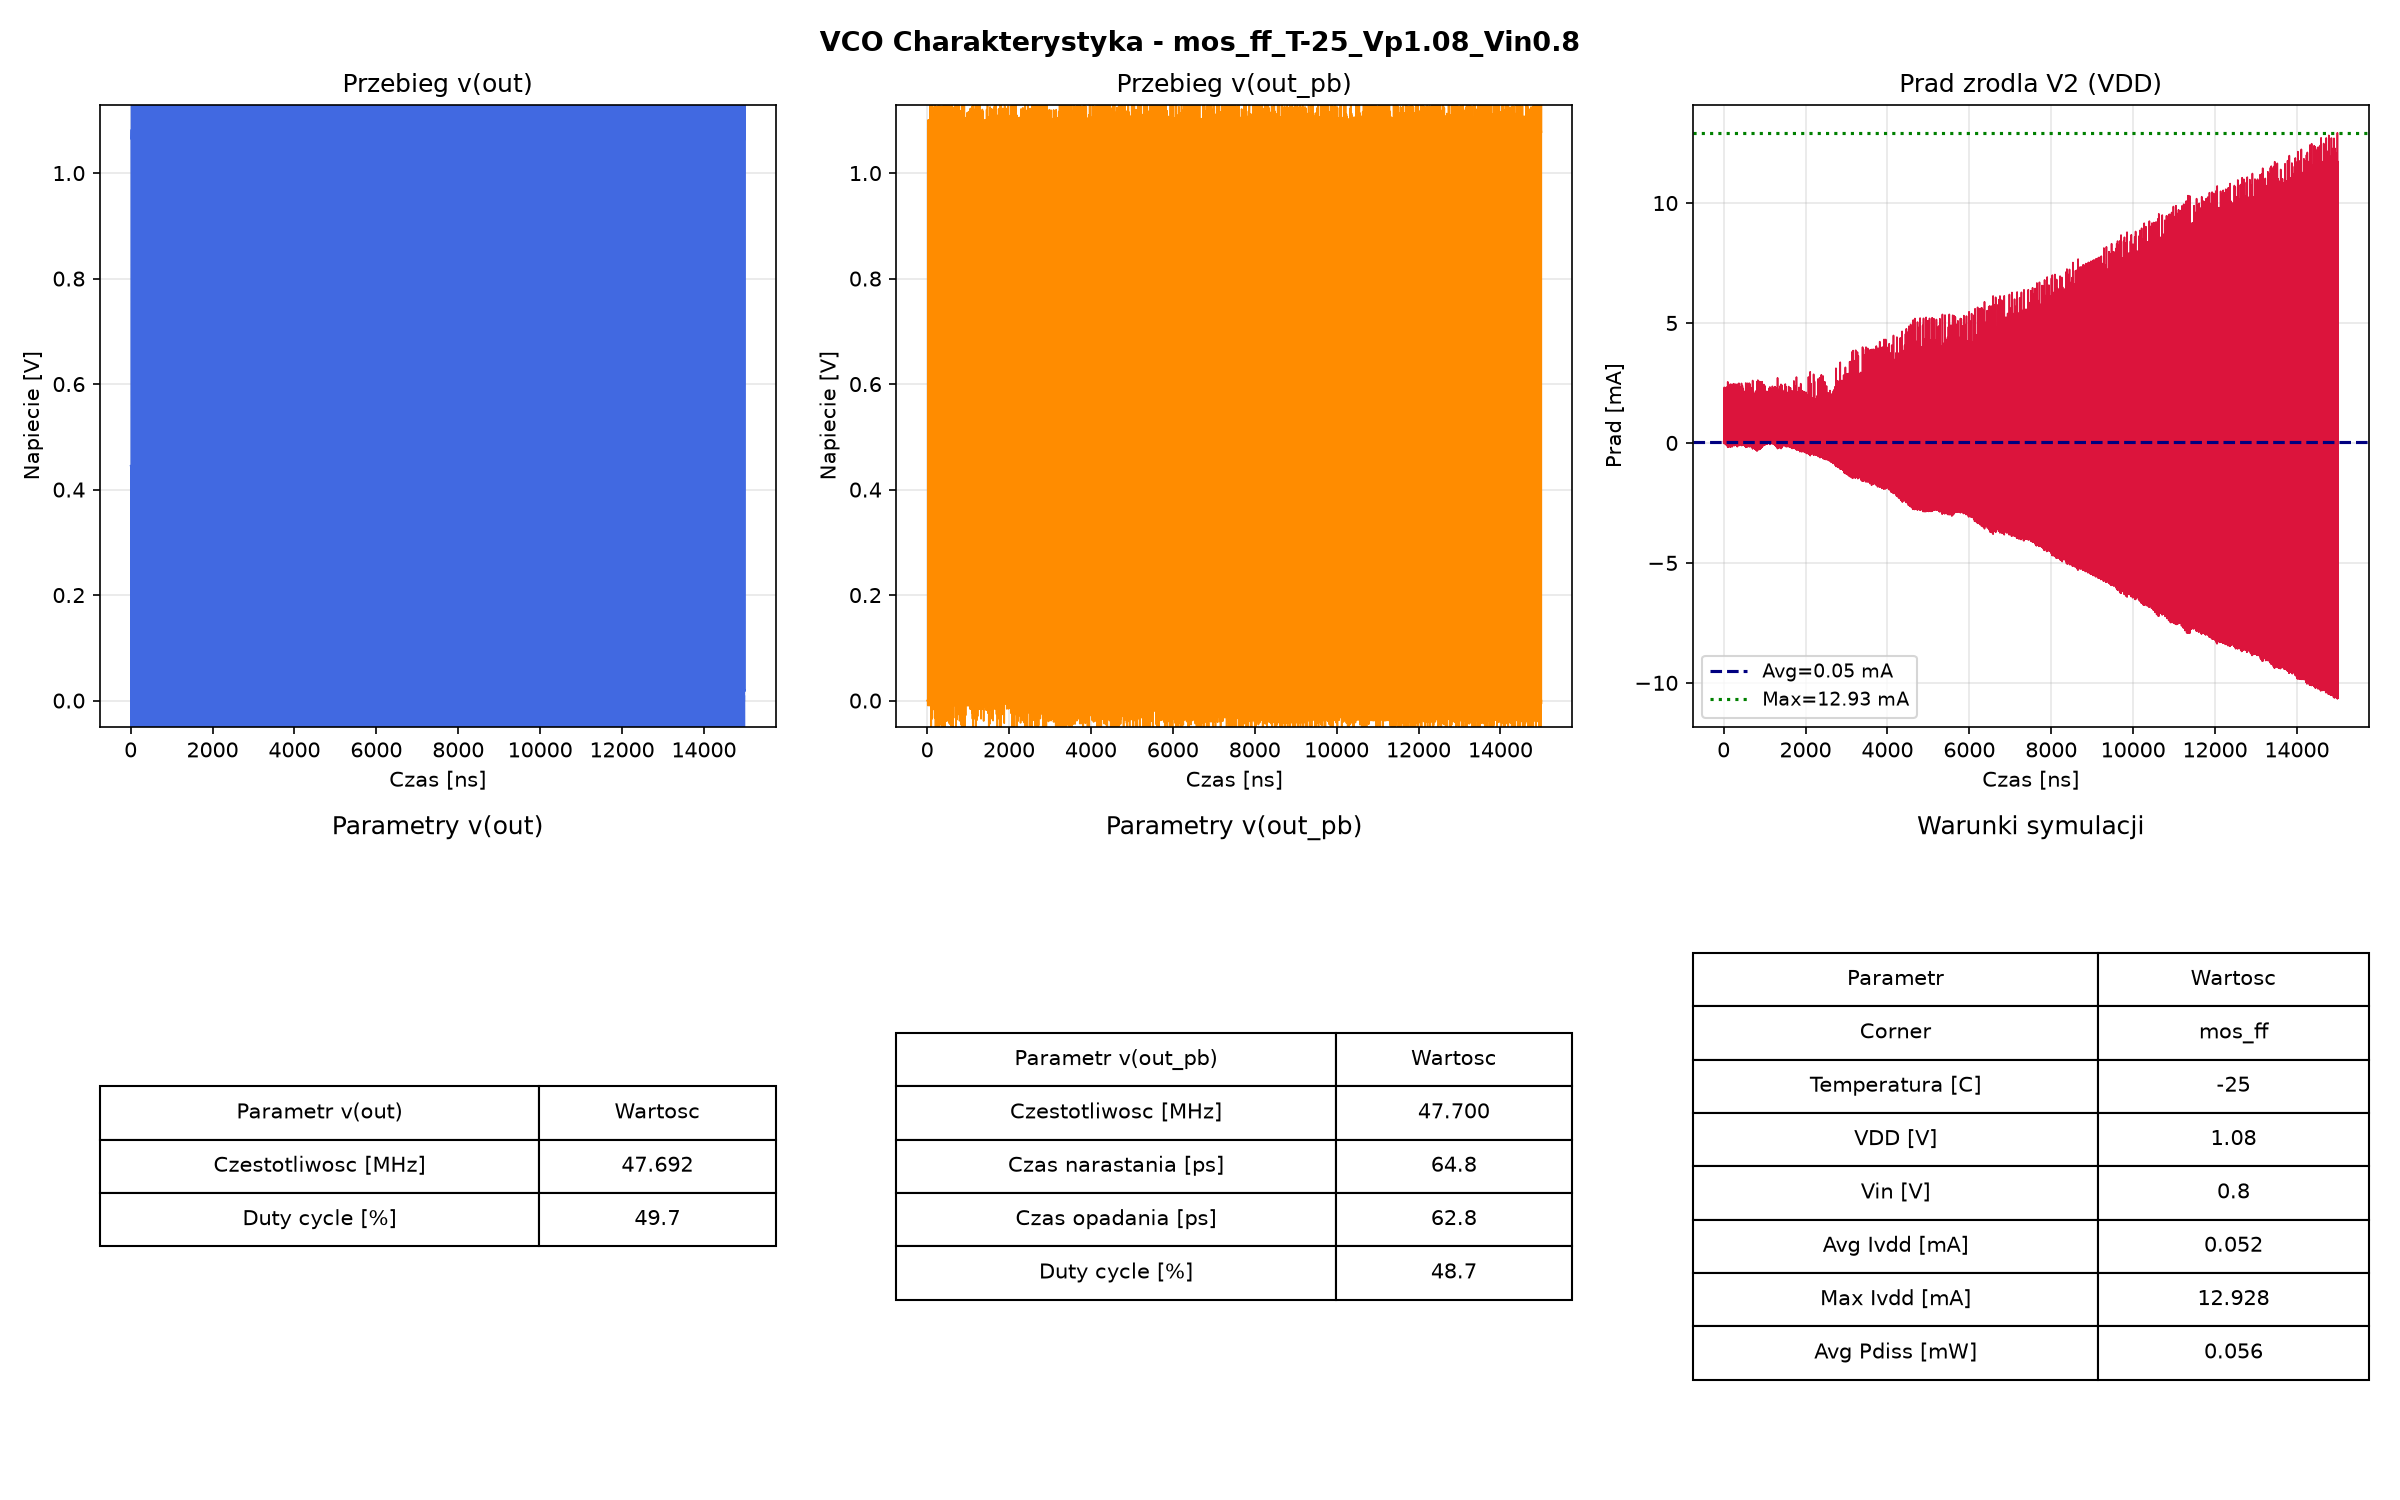 VCO Charakterystyka - mos_ff_T-25_Vp1.08_Vin0.8
Przebieg v(out)
Napiecie [V]
1.0
0.8
0.6
0.4
0.2
0.0
0 2000 4000 6000 8000 10000 12000 14000
Czas [ns]
Przebieg v(out_pb)
Napiecie [V]
1.0
0.8
0.6
0.4
0.2
0.0
0 2000 4000 6000 8000 10000 12000 14000
Czas [ns]
Prad zrodla V2 (VDD)
Prad [mA]
10
5
0
−5
−10
Avg=0.05 mA
Max=12.93 mA
0 2000 4000 6000 8000 10000 12000 14000
Czas [ns]
Parametry v(out)
Parametr v(out) Wartosc
Czestotliwosc [MHz] 47.692
Duty cycle [%] 49.7
Parametry v(out_pb)
Parametr v(out_pb) Wartosc
Czestotliwosc [MHz] 47.700
Czas narastania [ps] 64.8
Czas opadania [ps] 62.8
Duty cycle [%] 48.7
Warunki symulacji
Parametr Wartosc
Corner mos_ff
Temperatura [C] -25
VDD [V] 1.08
Vin [V] 0.8
Avg Ivdd [mA] 0.052
Max Ivdd [mA] 12.928
Avg Pdiss [mW] 0.056